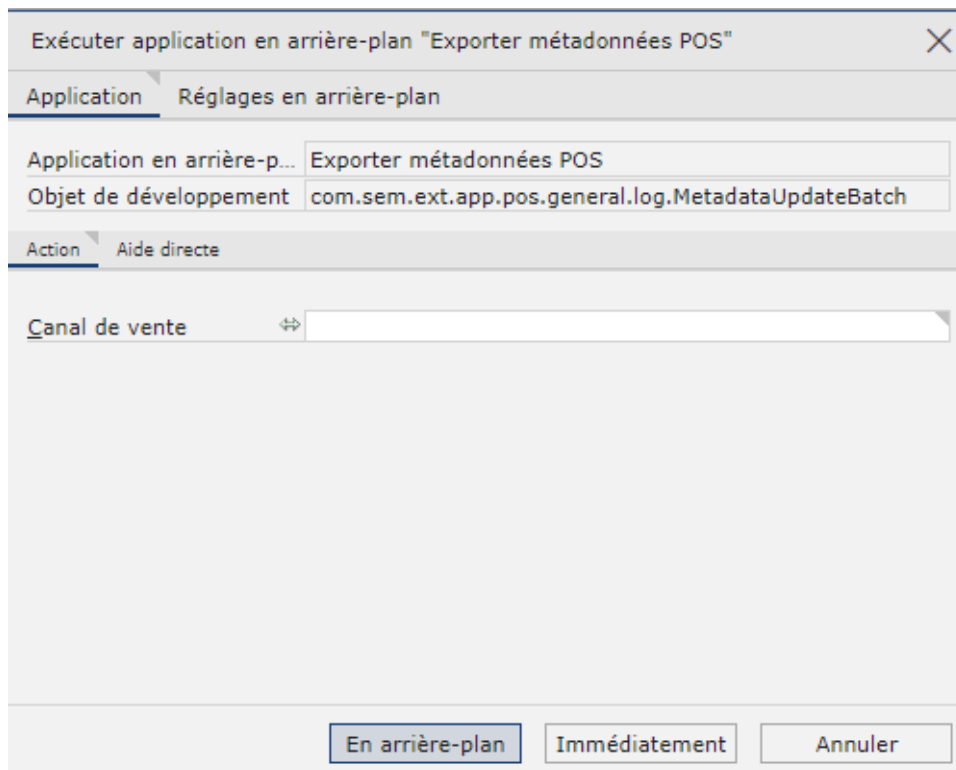 Exécuter application en arrière-plan "Exporter métadonnées POS"
Application Réglages en arrière-plan
Application en arrière-p... Exporter métadonnées POS
Objet de développement com.sem.ext.app.pos.general.log.MetadataUpdateBatch
Action Aide directe
Canal de vente
En arrière-plan Immédiatement Annuler